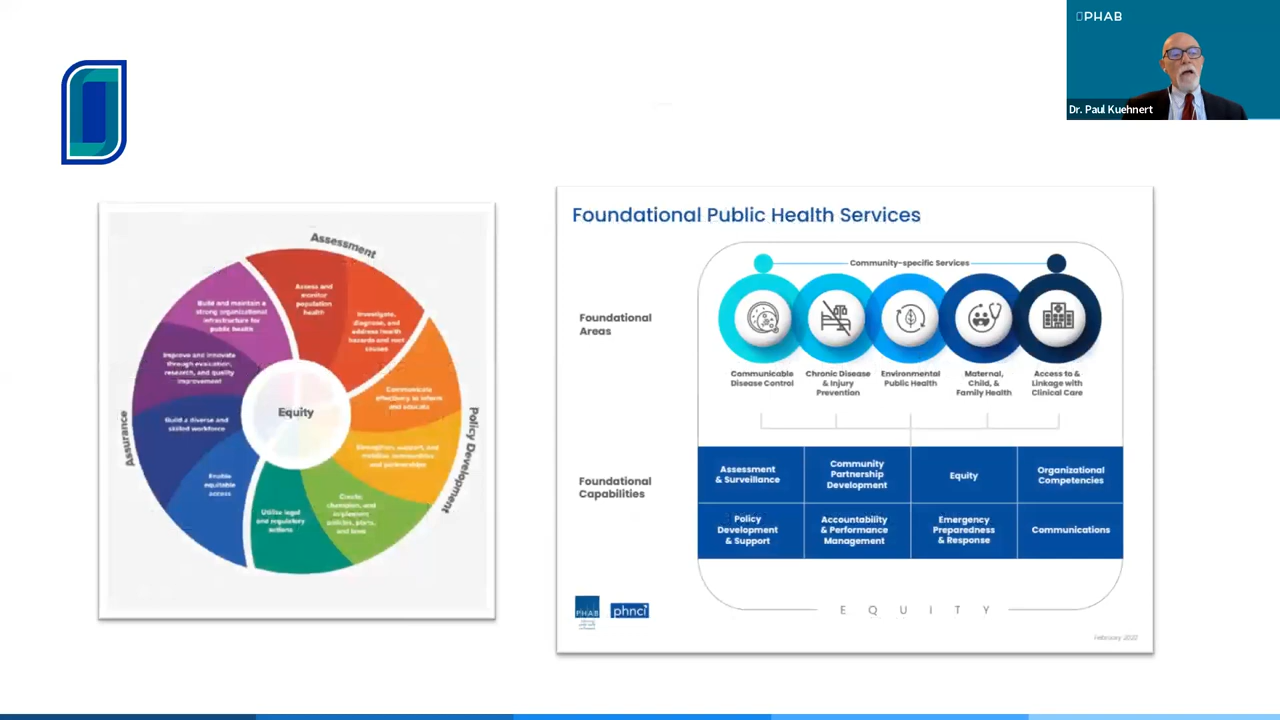 PHAB
Dr. Paul Kuehnert
Assessment
Policy Development
Assurance
Equity
Assess and
monitor
population
health
Investigate,
diagnose, and
address health
hazards and root
causes
Communicate
effectively to inform
and educate
Strengthen, support, and
mobilize communities
and partnerships
Create,
champion, and
implement
policies, plans,
and laws
Utilize legal
and regulatory
actions
Enable
equitable
access
Build a diverse and
skilled workforce
Improve and innovate
through evaluation,
research, and quality
improvement
Build and maintain a
strong organizational
infrastructure for
public health
Foundational Public Health Services
Community-specific Services
Foundational
Areas
Communicable
Disease Control
Chronic Disease
& Injury
Prevention
Environmental
Public Health
Maternal,
Child, &
Family Health
Access to &
Linkage with
Clinical Care
Foundational
Capabilities
Assessment
& Surveillance
Community
Partnership
Development
Equity
Organizational
Competencies
Policy
Development
& Support
Accountability
& Performance
Management
Emergency
Preparedness
& Response
Communications
EQUITY
PHAB
phnci
February 2022